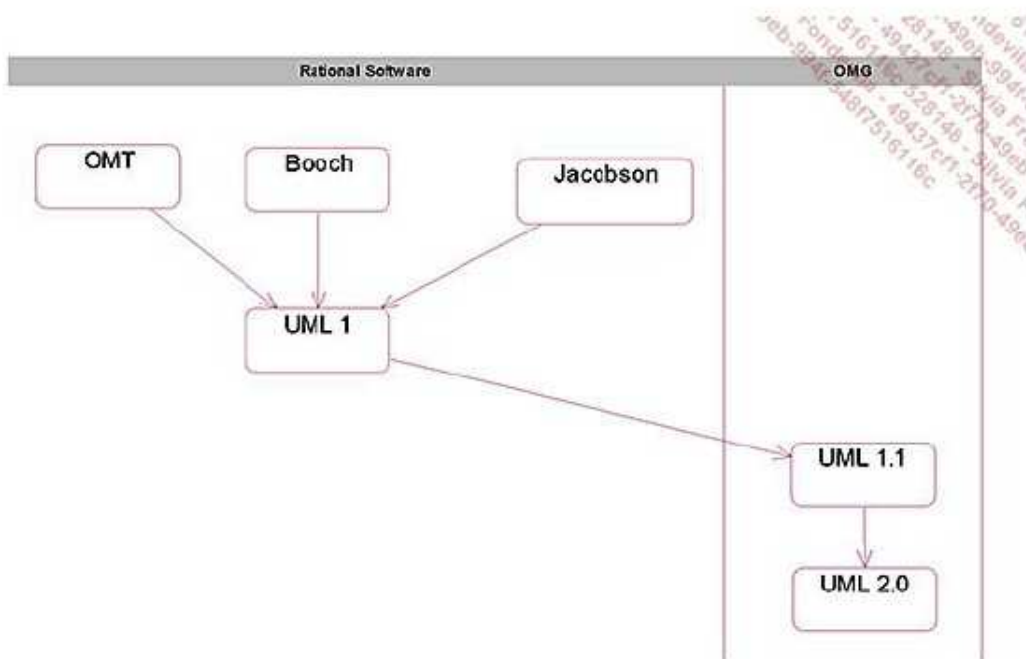 Rational Software
OMG
OMT
Booch
Jacobson
UML 1
UML 1.1
UML 2.0